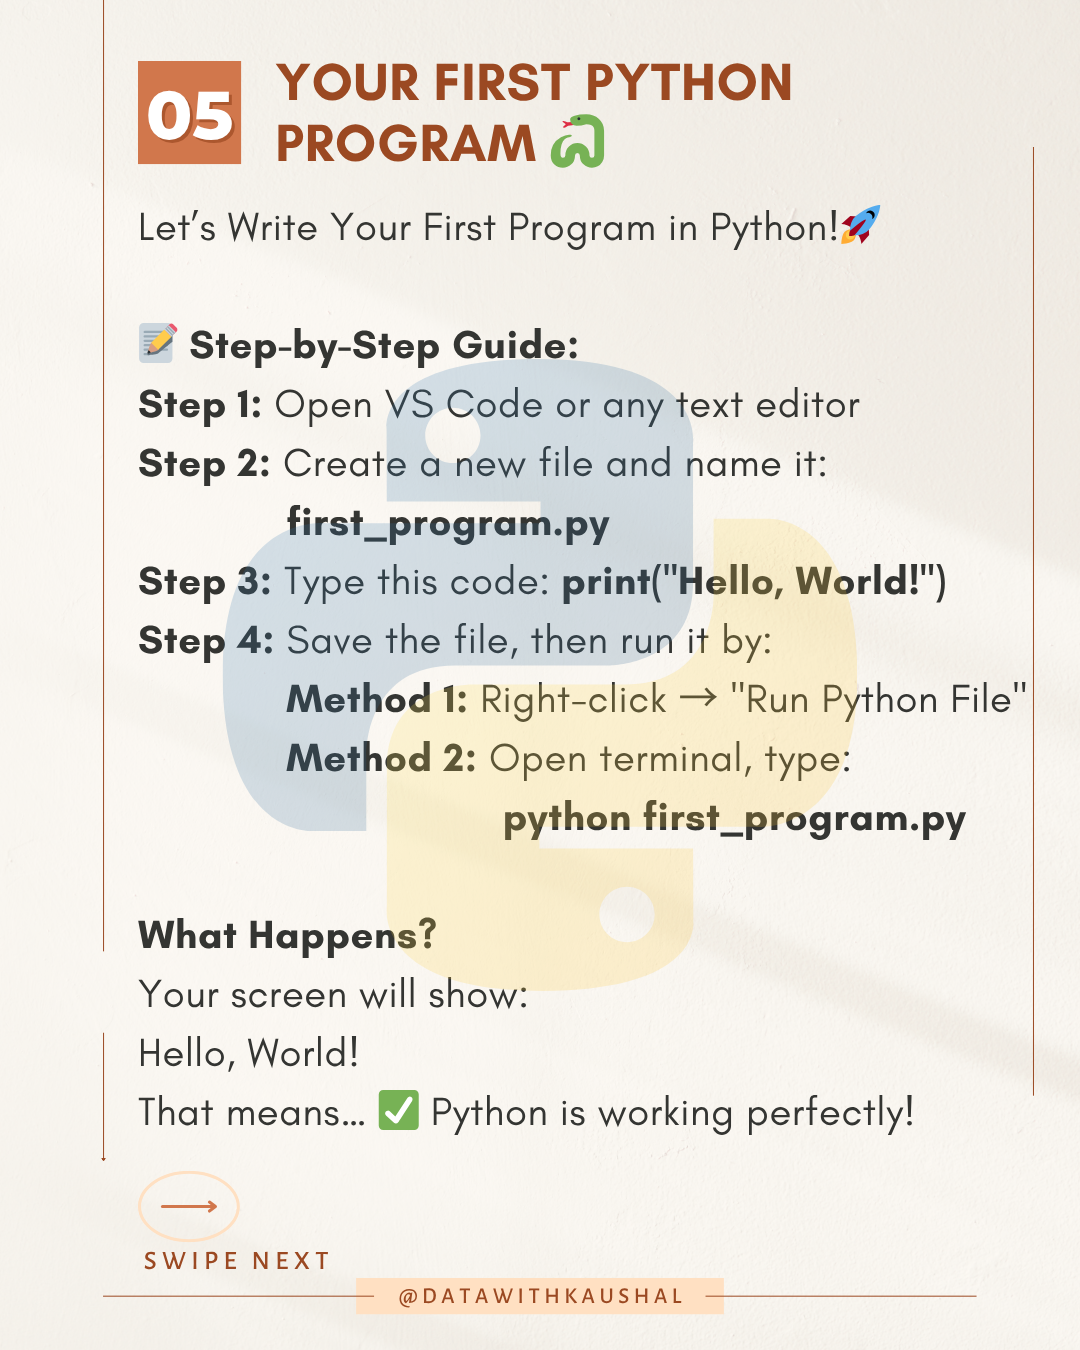 05
YOUR FIRST PYTHON
PROGRAM 🐍
Let's Write Your First Program in Python!🚀
📝 Step-by-Step Guide:
Step 1: Open VS Code or any text editor
Step 2: Create a new file and name it:
first_program.py
Step 3: Type this code: print("Hello, World!")
Step 4: Save the file, then run it by:
Method 1: Right-click → "Run Python File"
Method 2: Open terminal, type:
python first_program.py
What Happens?
Your screen will show:
Hello, World!
That means... ✅ Python is working perfectly!
SWIPE NEXT
@DATAWITHKAUSHAL